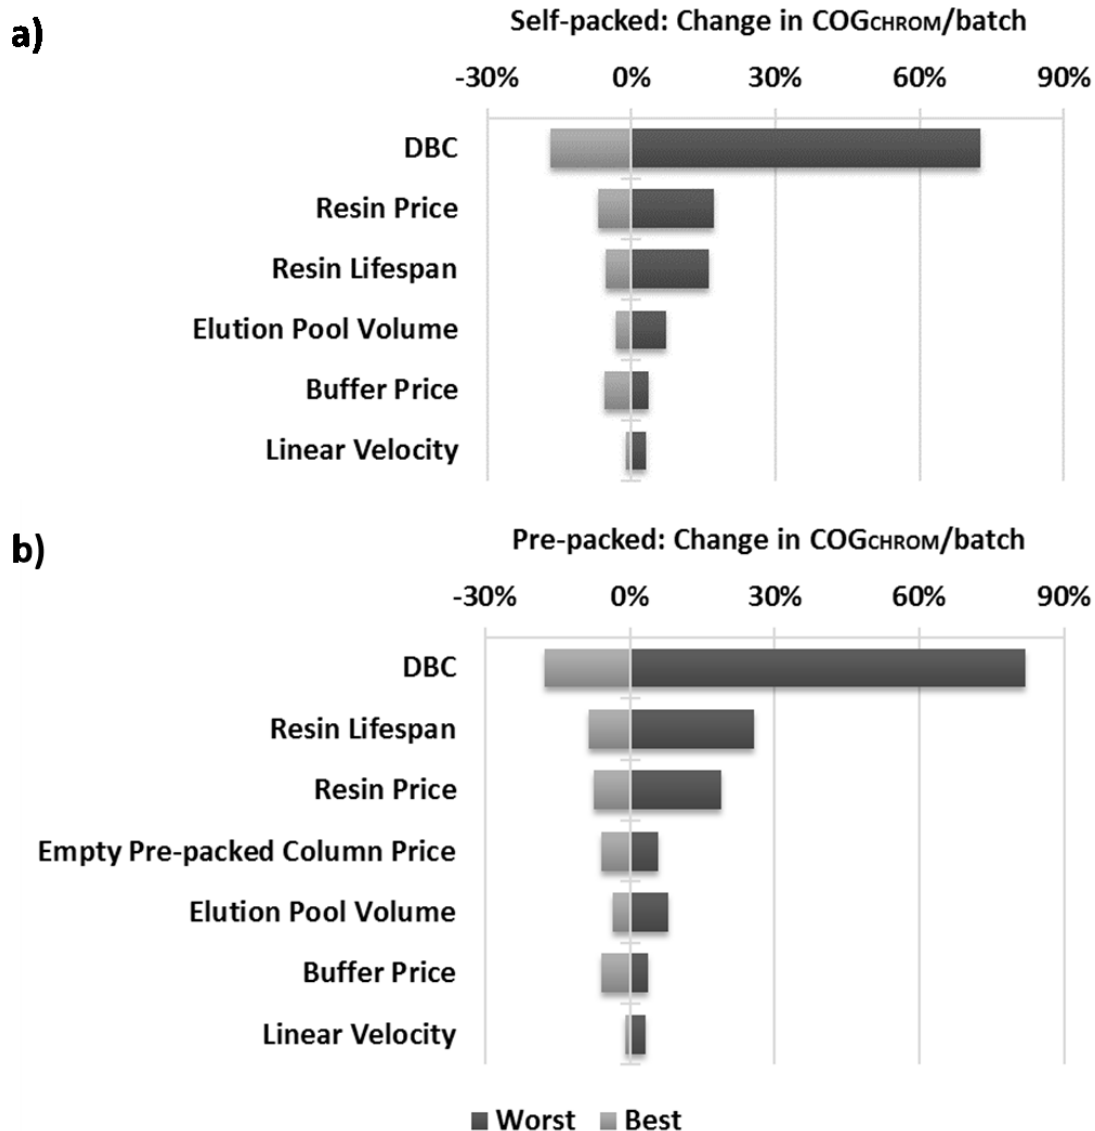 a)
Self-packed: Change in COGCHROM/batch
-30% 0% 30% 60% 90%
DBC
Resin Price
Resin Lifespan
Elution Pool Volume
Buffer Price
Linear Velocity
b)
Pre-packed: Change in COGCHROM/batch
-30% 0% 30% 60% 90%
DBC
Resin Lifespan
Resin Price
Empty Pre-packed Column Price
Elution Pool Volume
Buffer Price
Linear Velocity
Worst Best